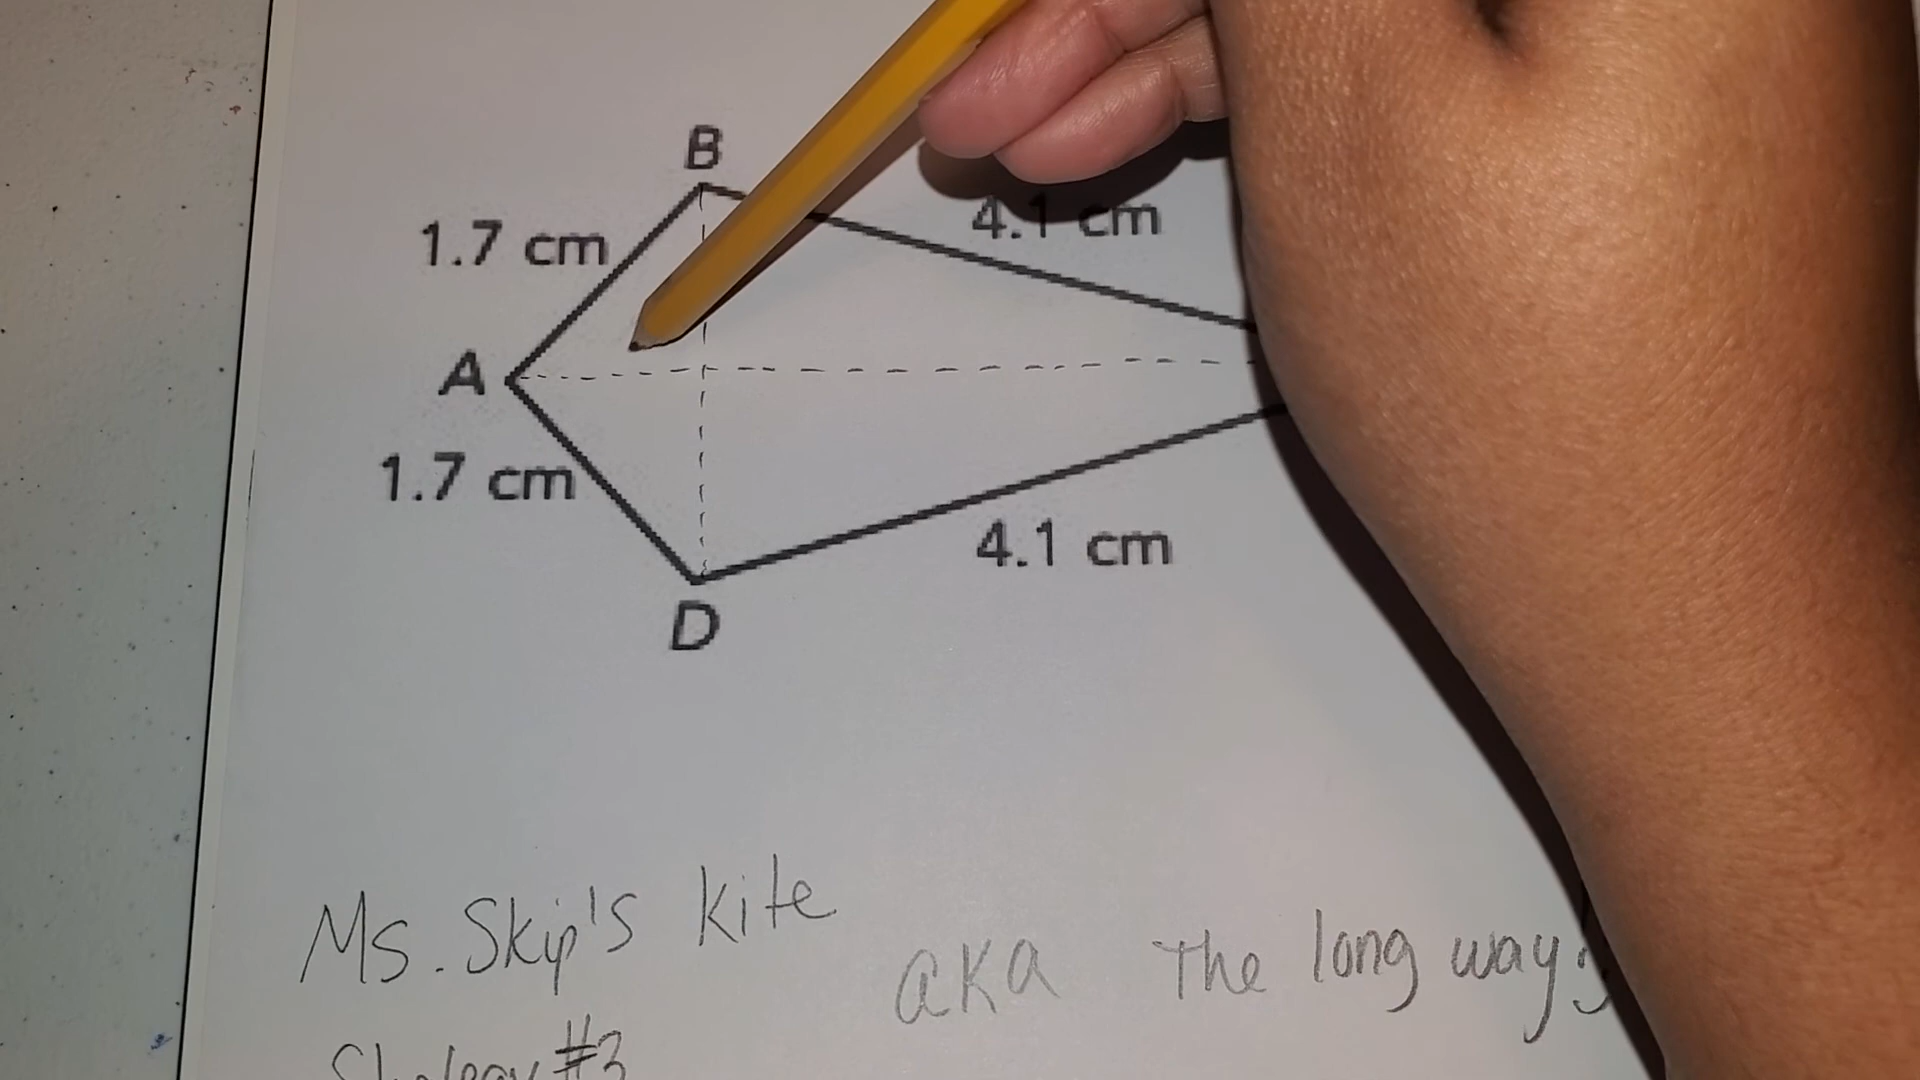 B
1.7 cm
4.1 cm
A
1.7 cm
4.1 cm
D
Ms. Skip's kite
aka The long way
#3